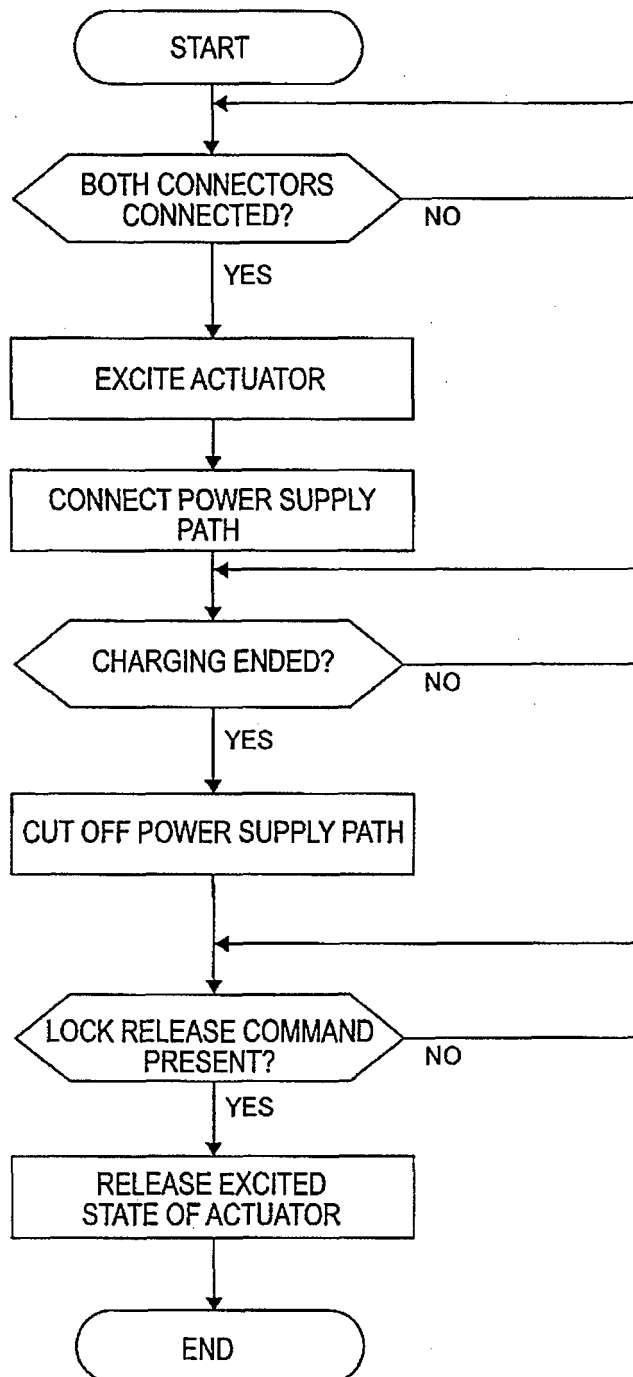 START
BOTH CONNECTORS
CONNECTED?
NO
YES
EXCITE ACTUATOR
CONNECT POWER SUPPLY
PATH
CHARGING ENDED?
NO
YES
CUT OFF POWER SUPPLY PATH
LOCK RELEASE COMMAND
PRESENT?
NO
YES
RELEASE EXCITED
STATE OF ACTUATOR
END